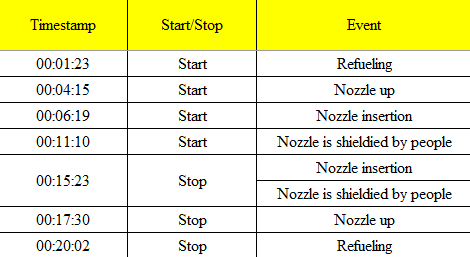 Timestamp Start/Stop Event
00:01:23 Start Refueling
00:04:15 Start Nozzle up
00:06:19 Start Nozzle insertion
00:11:10 Start Nozzle is shieldied by people
00:15:23 Stop Nozzle insertion
Nozzle is shieldied by people
00:17:30 Stop Nozzle up
00:20:02 Stop Refueling